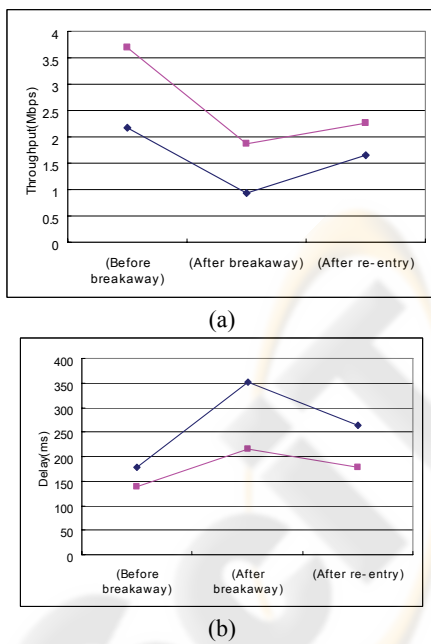 4
3.5
3
2.5
2
1.5
1
0.5
0
Throughput(Mbps)
(Before breakaway)
(After breakaway)
(After re-entry)
(a)
400
350
300
250
200
150
100
50
0
Delay(ms)
(Before breakaway)
(After breakaway)
(After re-entry)
(b)